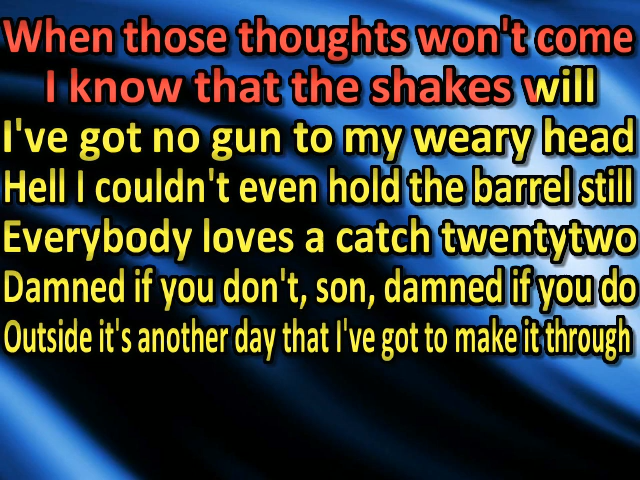 When those thoughts won't come
I know that the shakes will
I've got no gun to my weary head
Hell I couldn't even hold the barrel still
Everybody loves a catch twentytwo
Damned if you don't, son, damned if you do
Outside it's another day that I've got to make it through